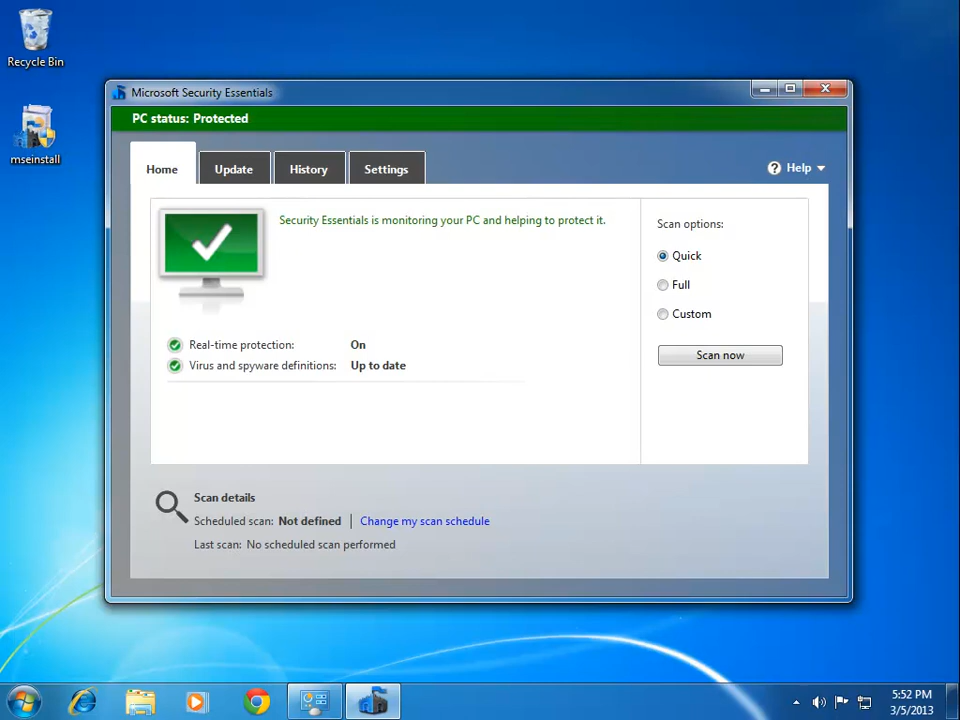 Recycle Bin
mseinstall
Microsoft Security Essentials
PC status: Protected
Home
Update
History
Settings
Help
Security Essentials is monitoring your PC and helping to protect it.
Real-time protection: On
Virus and spyware definitions: Up to date
Scan options:
Quick
Full
Custom
Scan now
Scan details
Scheduled scan: Not defined | Change my scan schedule
Last scan: No scheduled scan performed
5:52 PM
3/5/2013